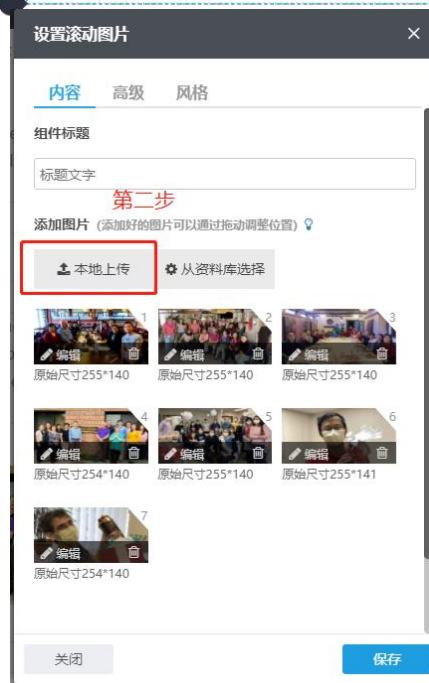 设置滚动图片 ×
内容 高级 风格
组件标题
标题文字
第二步
添加图片 (添加好的图片可以通过拖动调整位置)
本地上传 从资料库选择
1 2 3
编辑 编辑 编辑
原始尺寸255*140 原始尺寸255*140 原始尺寸255*140
4 5 6
编辑 编辑 编辑
原始尺寸254*140 原始尺寸255*140 原始尺寸255*141
7
编辑
原始尺寸254*140
关闭 保存